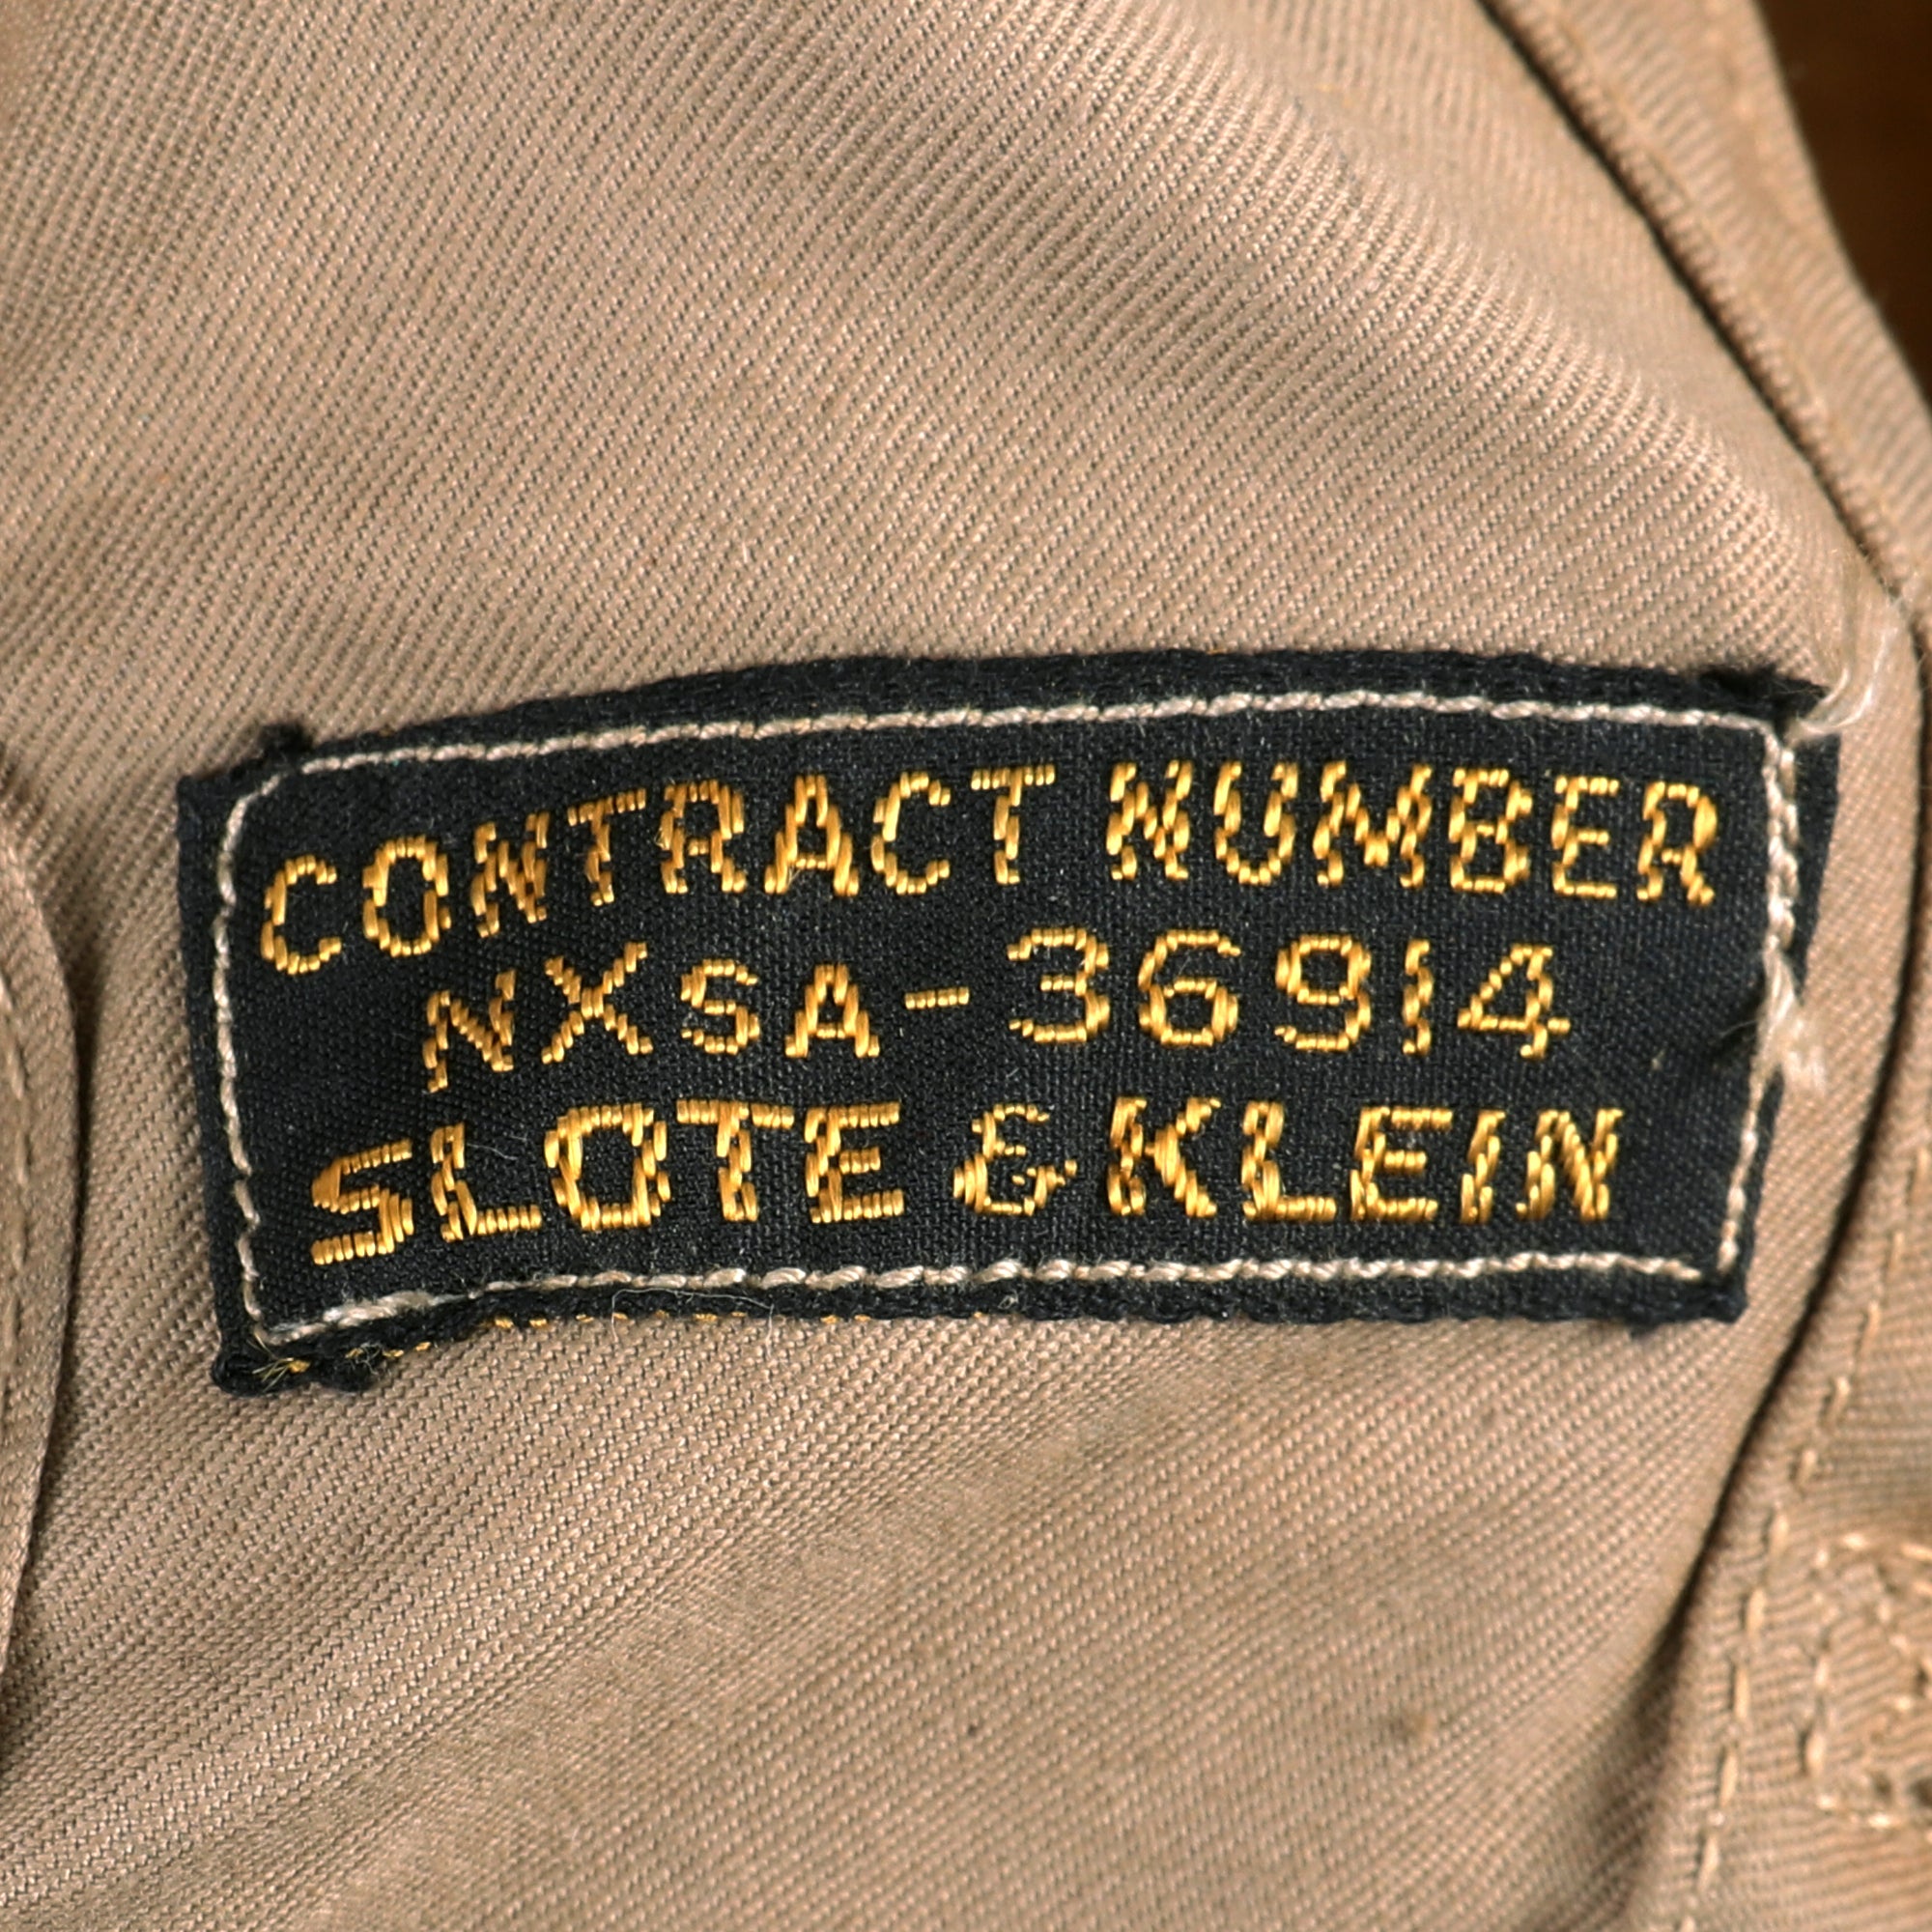 CONTRACT NUMBER
NXSA-36914
SLOTE & KLEIN